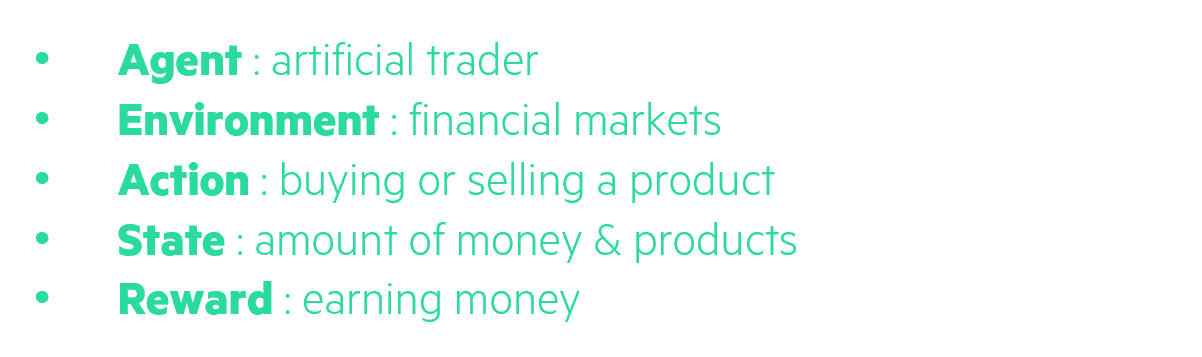 • Agent : artificial trader
• Environment : financial markets
• Action : buying or selling a product
• State : amount of money & products
• Reward : earning money